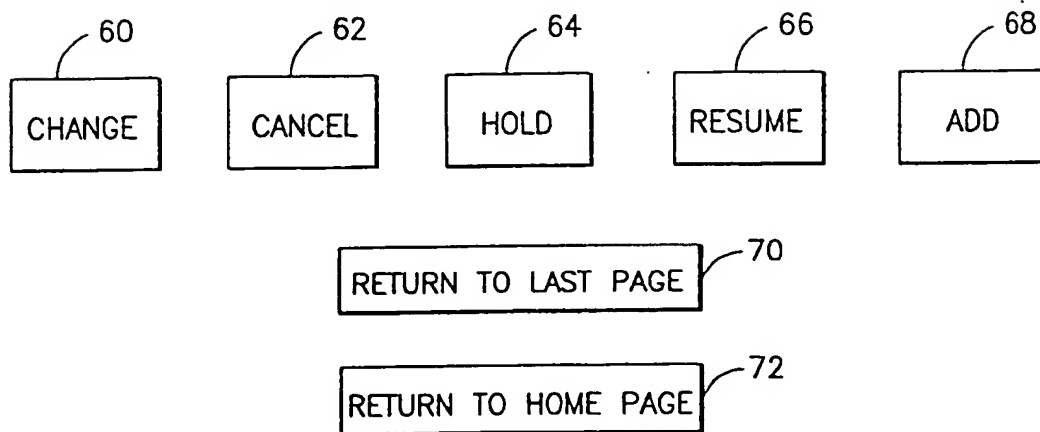 60 62 64 66 68
CHANGE CANCEL HOLD RESUME ADD
70
RETURN TO LAST PAGE
72
RETURN TO HOME PAGE